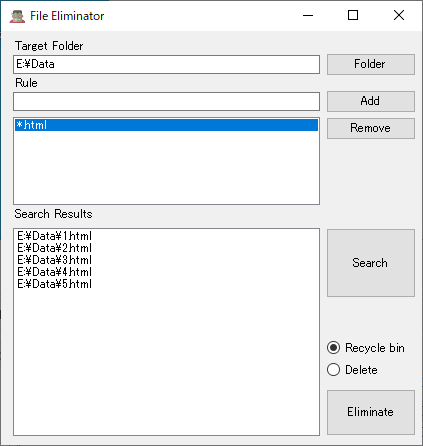 File Eliminator
Target Folder
E:¥Data
Folder
Rule
Add
*.html
Remove
Search Results
E:¥Data¥1.html
E:¥Data¥2.html
E:¥Data¥3.html
E:¥Data¥4.html
E:¥Data¥5.html
Search
Recycle bin
Delete
Eliminate